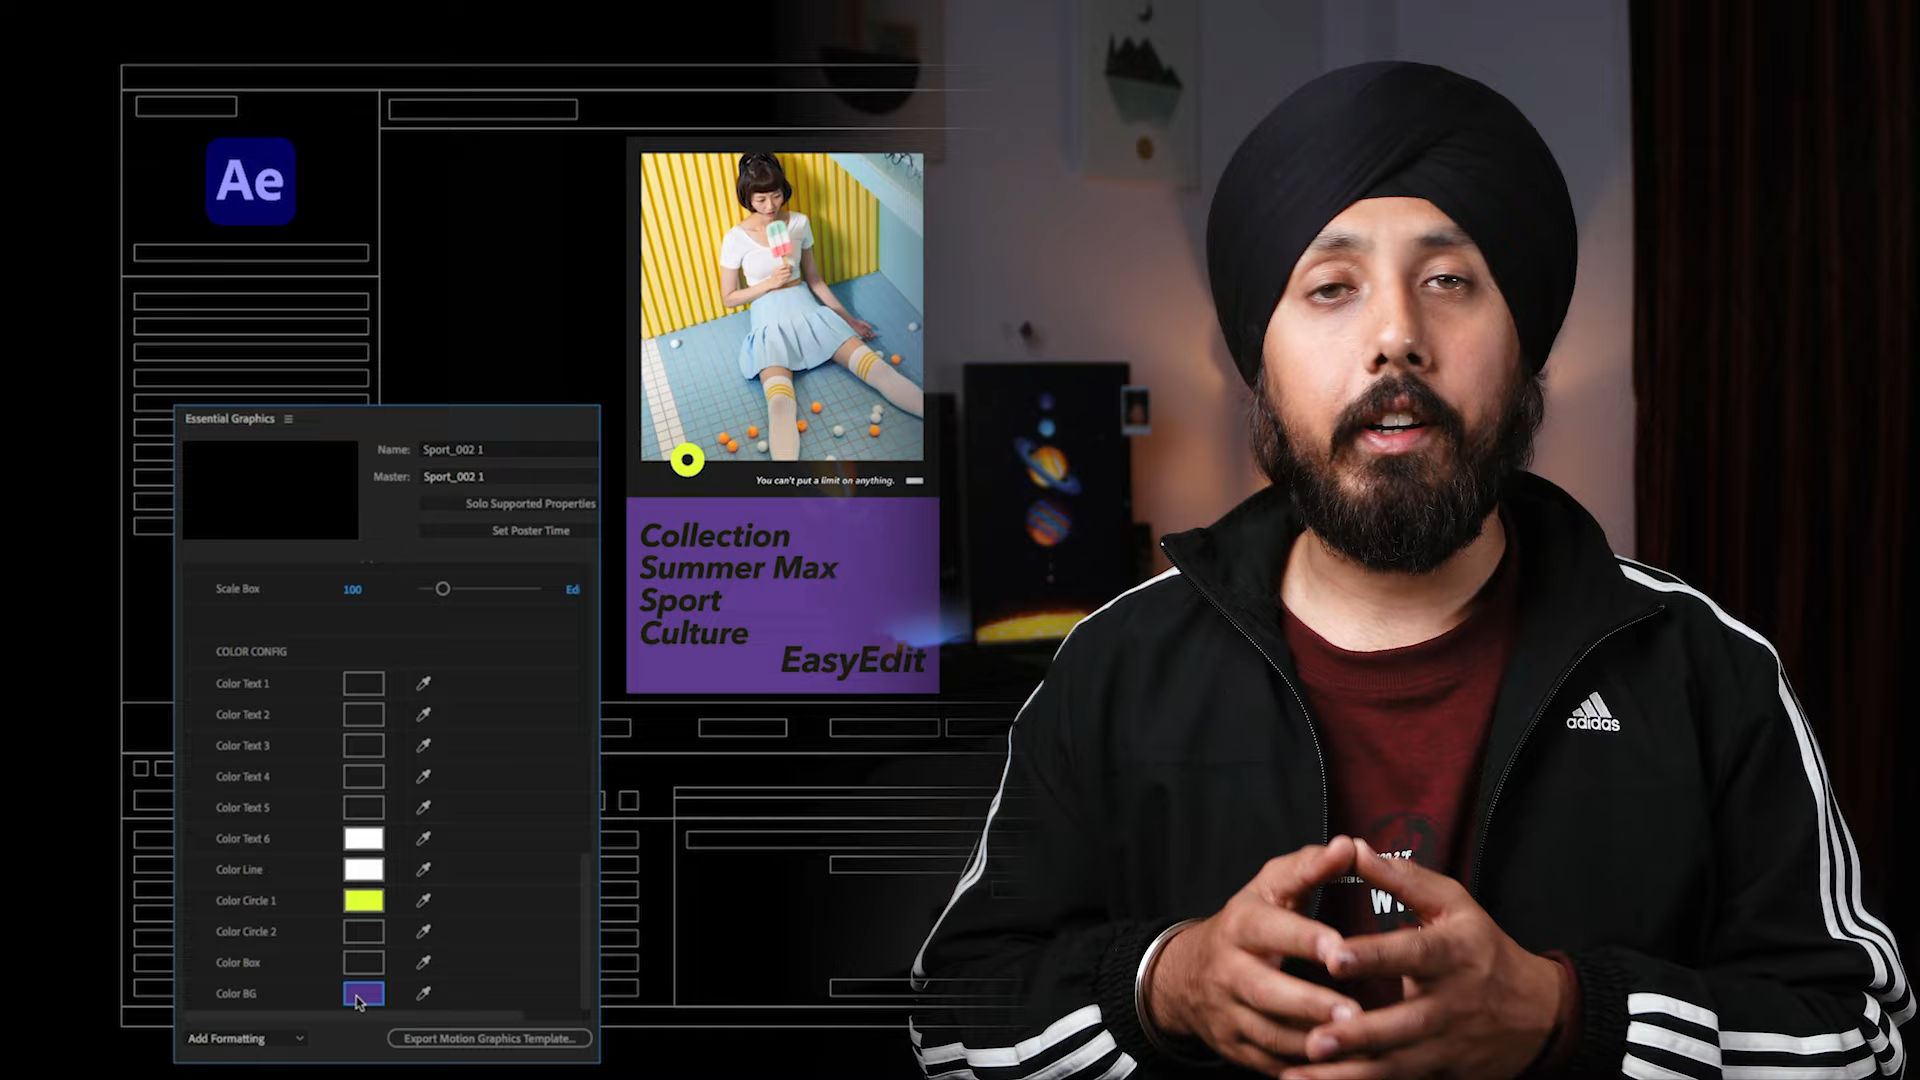 Ae
Essential Graphics
Name: Sport_002 1
Master: Sport_002 1
Solo Supported Properties
Set Poster Time
Scale Box 100 Ed
COLOR CONFIG
Color Text 1
Color Text 2
Color Text 3
Color Text 4
Color Text 5
Color Text 6
Color Line
Color Circle 1
Color Circle 2
Color Box
Color BG
Add Formatting
Export Motion Graphics Template...
You can't put a limit on anything.
Collection
Summer Max
Sport
Culture
EasyEdit
adidas